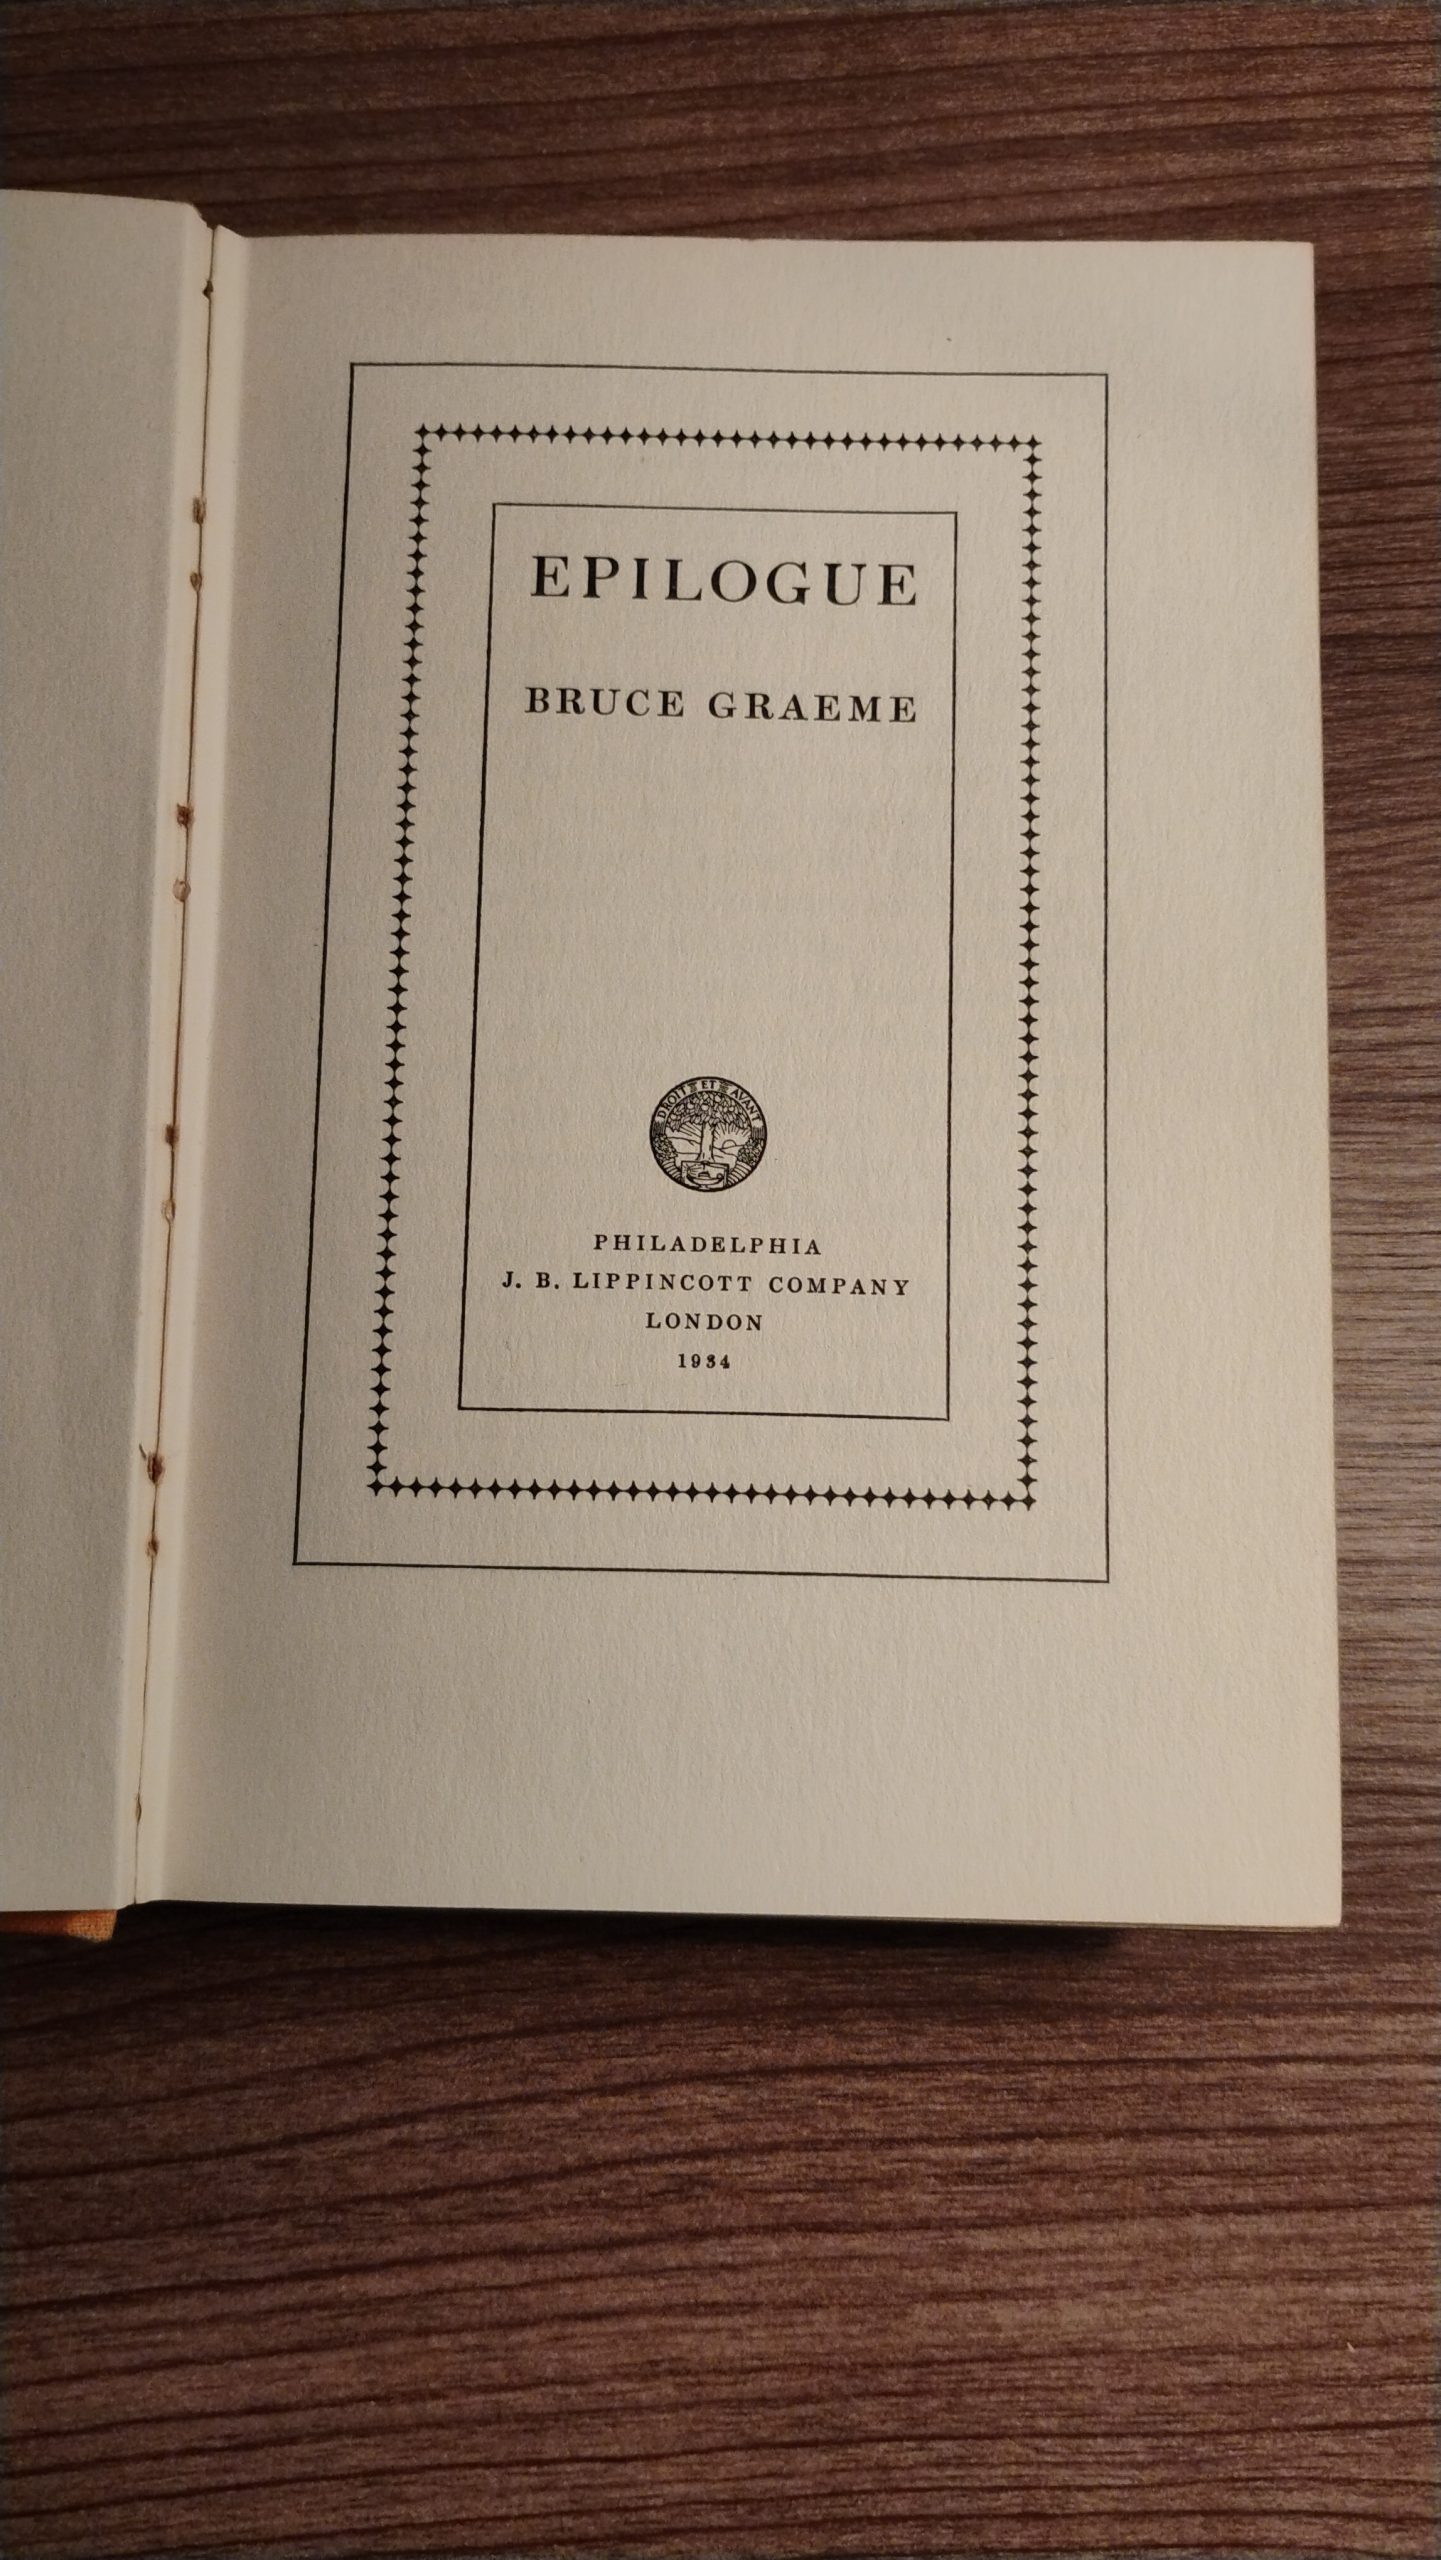 EPILOGUE
BRUCE GRAEME
DROIT ET AVANT
PHILADELPHIA
J. B. LIPPINCOTT COMPANY
LONDON
1934